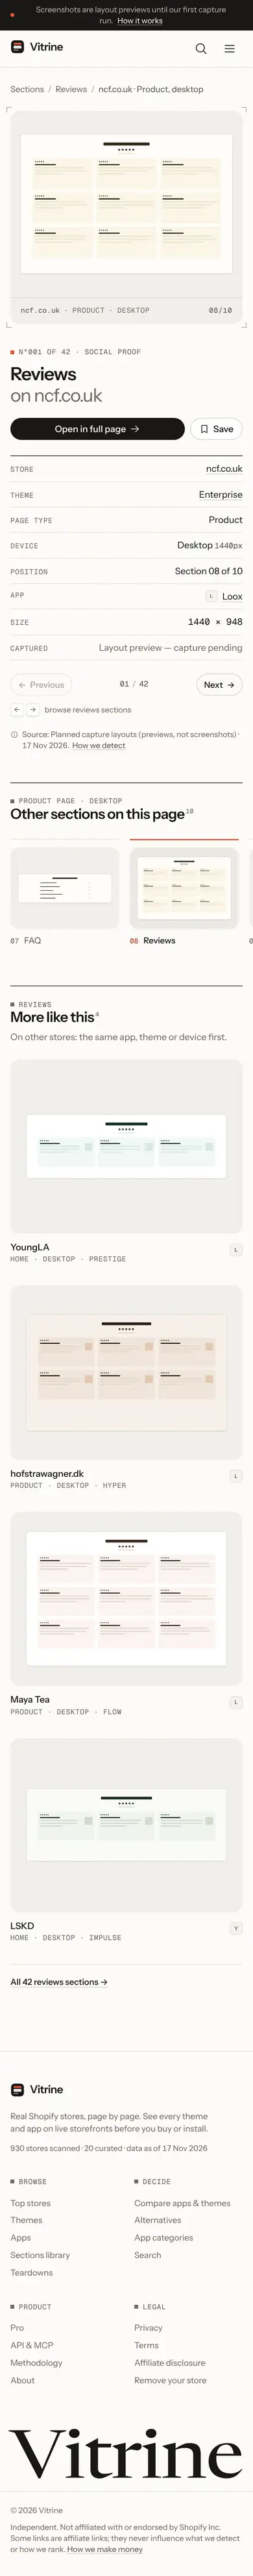 Screenshots are layout previews until our first capture
run. How it works
Vitrine
Sections / Reviews / ncf.co.uk · Product, desktop
ncf.co.uk · PRODUCT · DESKTOP 08/10
N°001 OF 42 · SOCIAL PROOF
Reviews
on ncf.co.uk
Open in full page →
Save
STORE ncf.co.uk
THEME Enterprise
PAGE TYPE Product
DEVICE Desktop 1440px
POSITION Section 08 of 10
APP L Loox
SIZE 1440 × 948
CAPTURED Layout preview — capture pending
← Previous 01 / 42 Next →
← → browse reviews sections
Source: Planned capture layouts (previews, not screenshots) ·
17 Nov 2026. How we detect
PRODUCT PAGE · DESKTOP
Other sections on this page 10
07 FAQ
08 Reviews
REVIEWS
More like this 4
On other stores: the same app, theme or device first.
YoungLA L
HOME · DESKTOP · PRESTIGE
hofstrawagner.dk L
PRODUCT · DESKTOP · HYPER
Maya Tea L
PRODUCT · DESKTOP · FLOW
LSKD Y
HOME · DESKTOP · IMPULSE
All 42 reviews sections →
Vitrine
Real Shopify stores, page by page. See every theme
and app on live storefronts before you buy or install.
930 stores scanned · 20 curated · data as of 17 Nov 2026
BROWSE
Top stores
Themes
Apps
Sections library
Teardowns
DECIDE
Compare apps & themes
Alternatives
App categories
Search
PRODUCT
Pro
API & MCP
Methodology
About
LEGAL
Privacy
Terms
Affiliate disclosure
Remove your store
Vitrine
© 2026 Vitrine
Independent. Not affiliated with or endorsed by Shopify Inc.
Some links are affiliate links; they never influence what we detect
or how we rank. How we make money